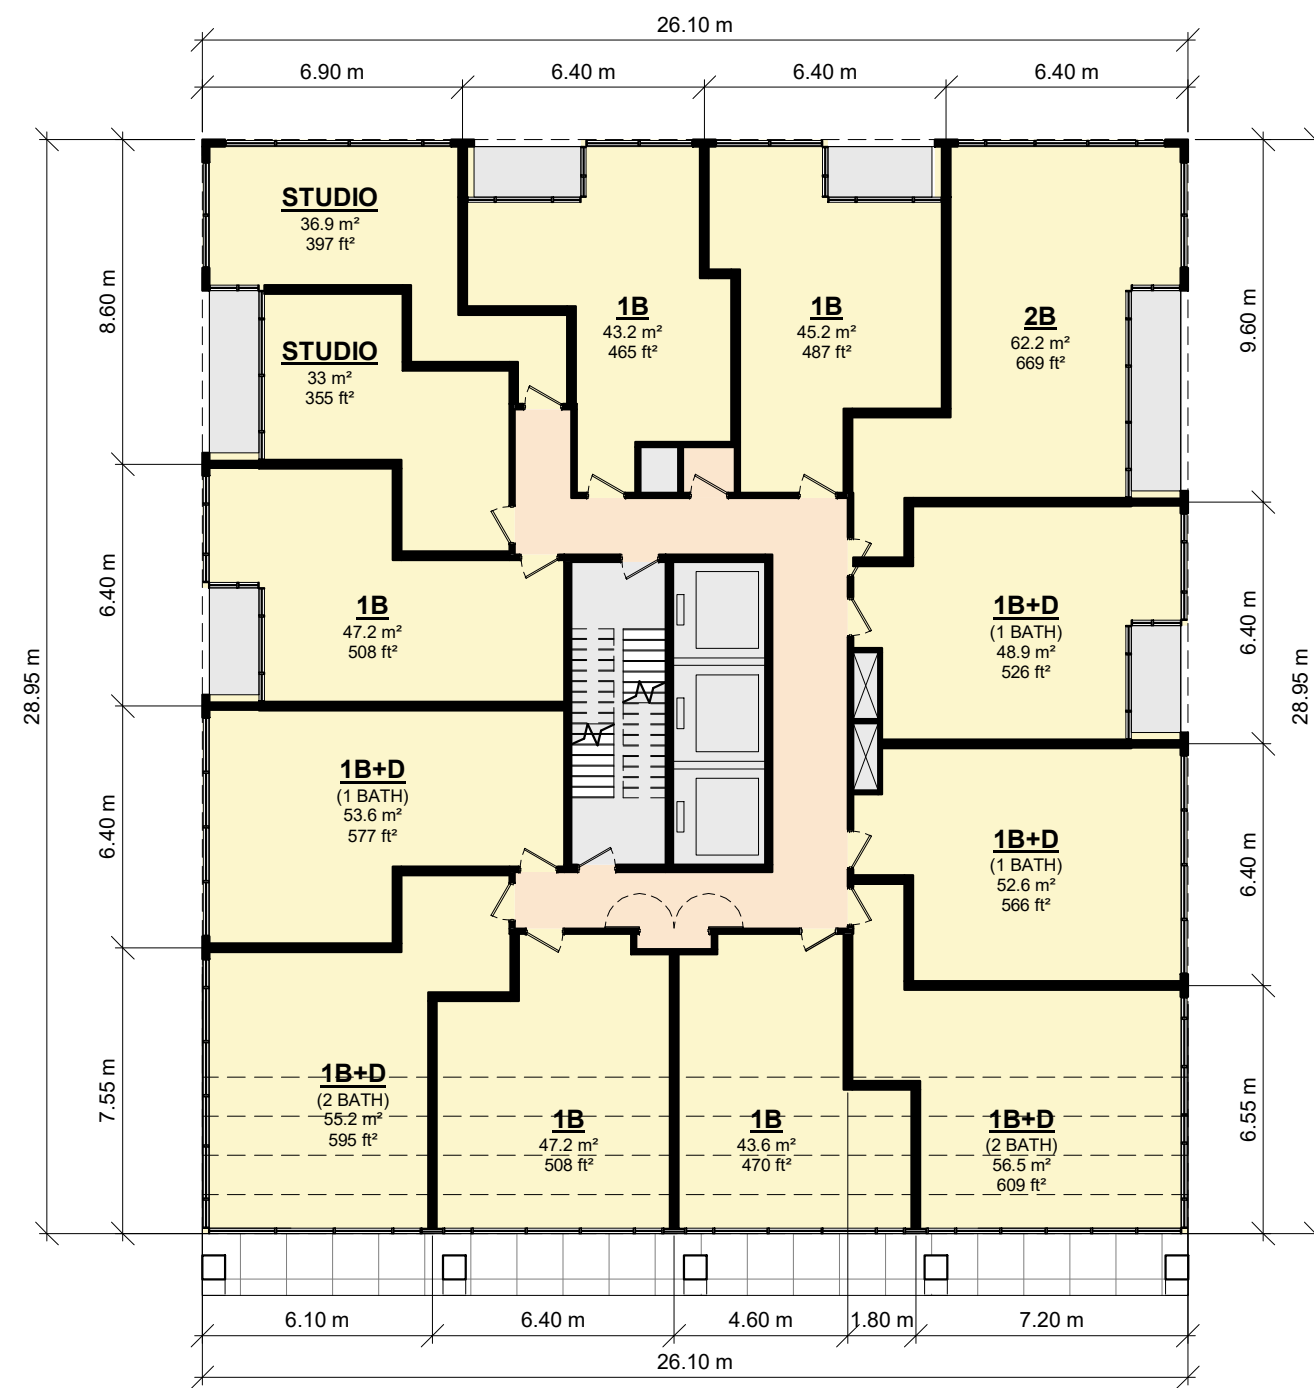 26.10 m
6.90 m
6.40 m
6.40 m
6.40 m
28.95 m
8.60 m
6.40 m
6.40 m
7.55 m
9.60 m
6.40 m
6.40 m
6.55 m
28.95 m
STUDIO
36.9 m²
397 ft²
STUDIO
33 m²
355 ft²
1B
43.2 m²
465 ft²
1B
45.2 m²
487 ft²
2B
62.2 m²
669 ft²
1B
47.2 m²
508 ft²
1B+D
(1 BATH)
48.9 m²
526 ft²
1B+D
(1 BATH)
53.6 m²
577 ft²
1B+D
(1 BATH)
52.6 m²
566 ft²
1B+D
(2 BATH)
55.2 m²
595 ft²
1B
47.2 m²
508 ft²
1B
43.6 m²
470 ft²
1B+D
(2 BATH)
56.5 m²
609 ft²
6.10 m
6.40 m
4.60 m
1.80 m
7.20 m
26.10 m